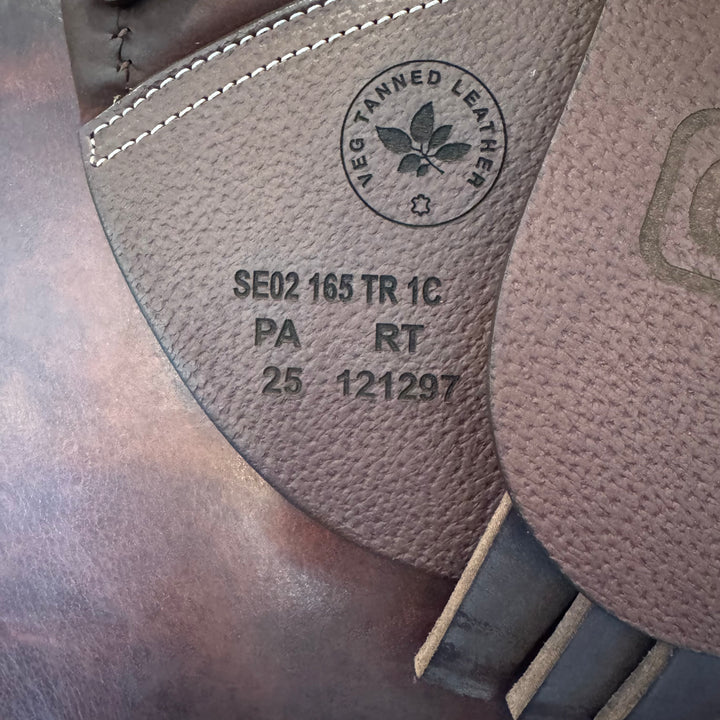 VEG TANNED LEATHER
SE02 165 TR 1C
PA RT
25 121297